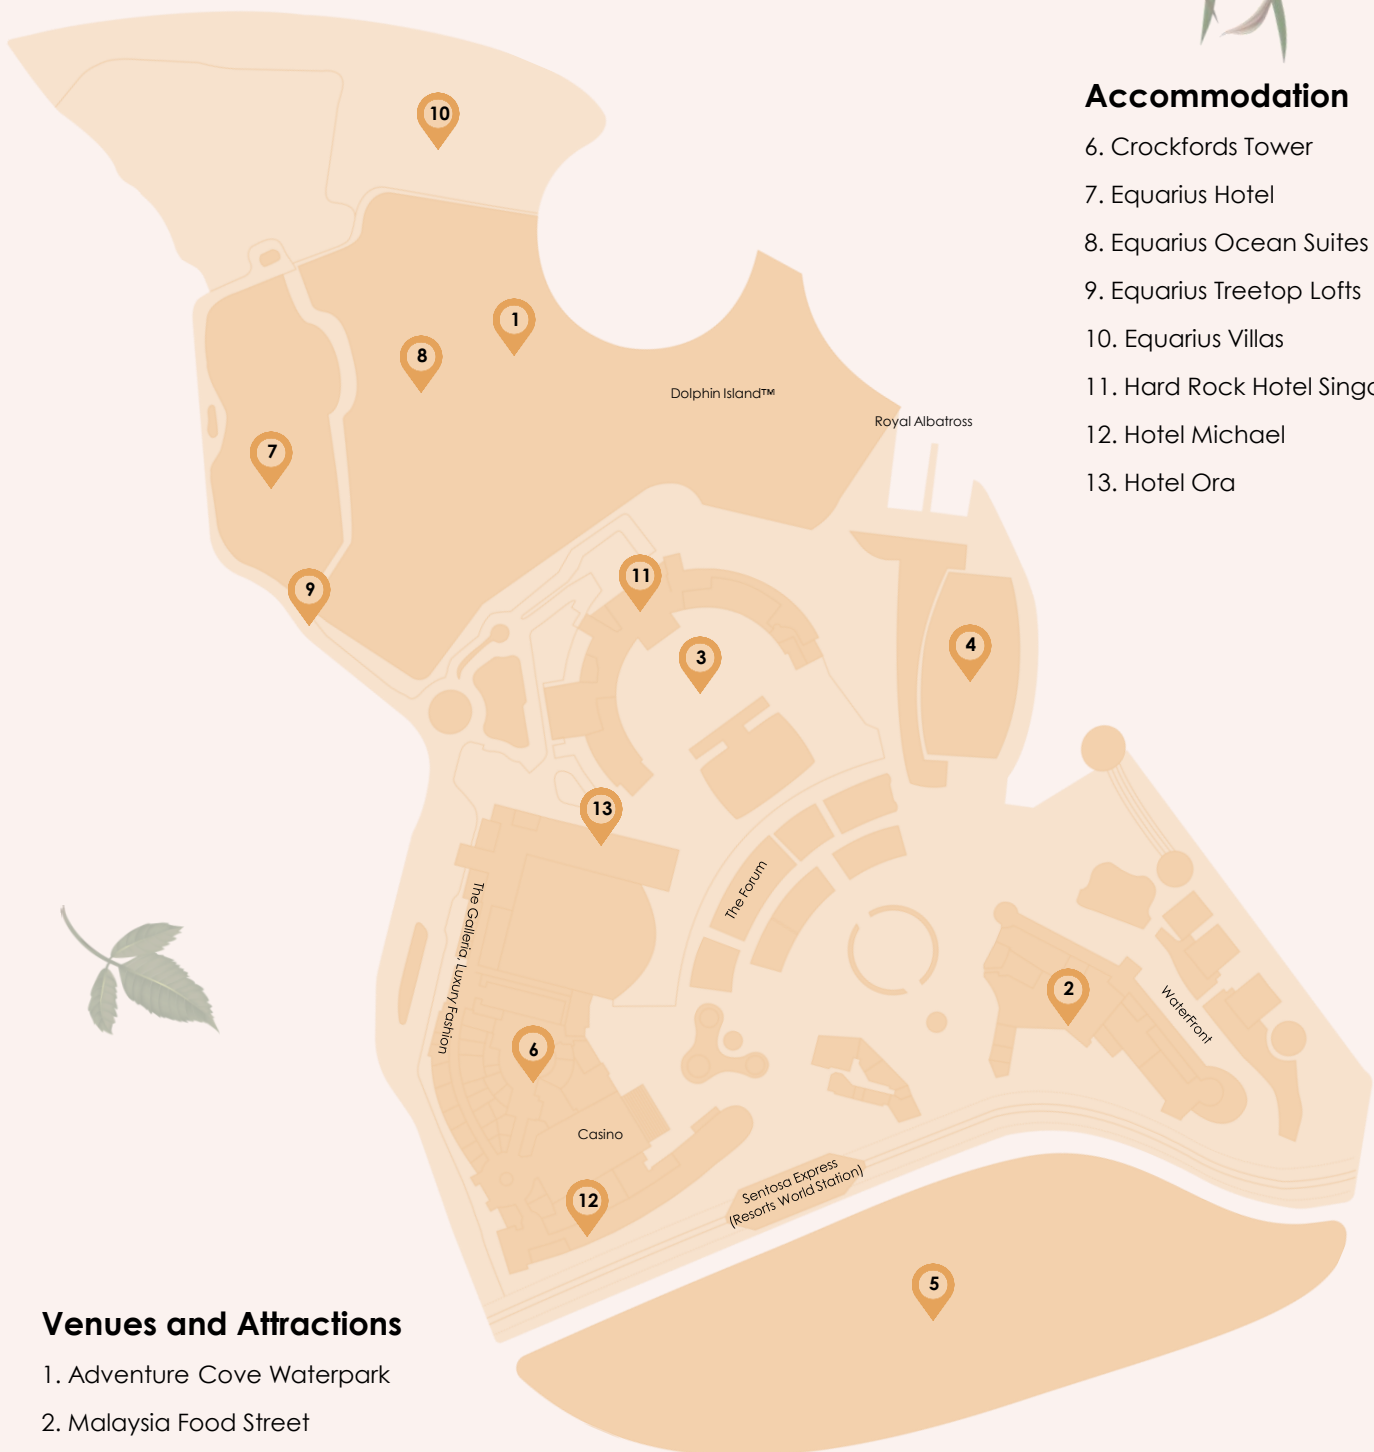 Accommodation
6. Crockfords Tower
7. Equarius Hotel
8. Equarius Ocean Suites
9. Equarius Treetop Lofts
10. Equarius Villas
11. Hard Rock Hotel
12. Hotel Michael
13. Hotel Ora
10
1
8
Dolphin Island™
Royal Albatross
7
11
9
4
3
13
The Forum
The Galleria, Luxury Fashion
2
WaterFront
6
Casino
Sentosa Express
(Resorts World Station)
12
5
Venues and Attractions
1. Adventure Cove Waterpark
2. Malaysia Food Street